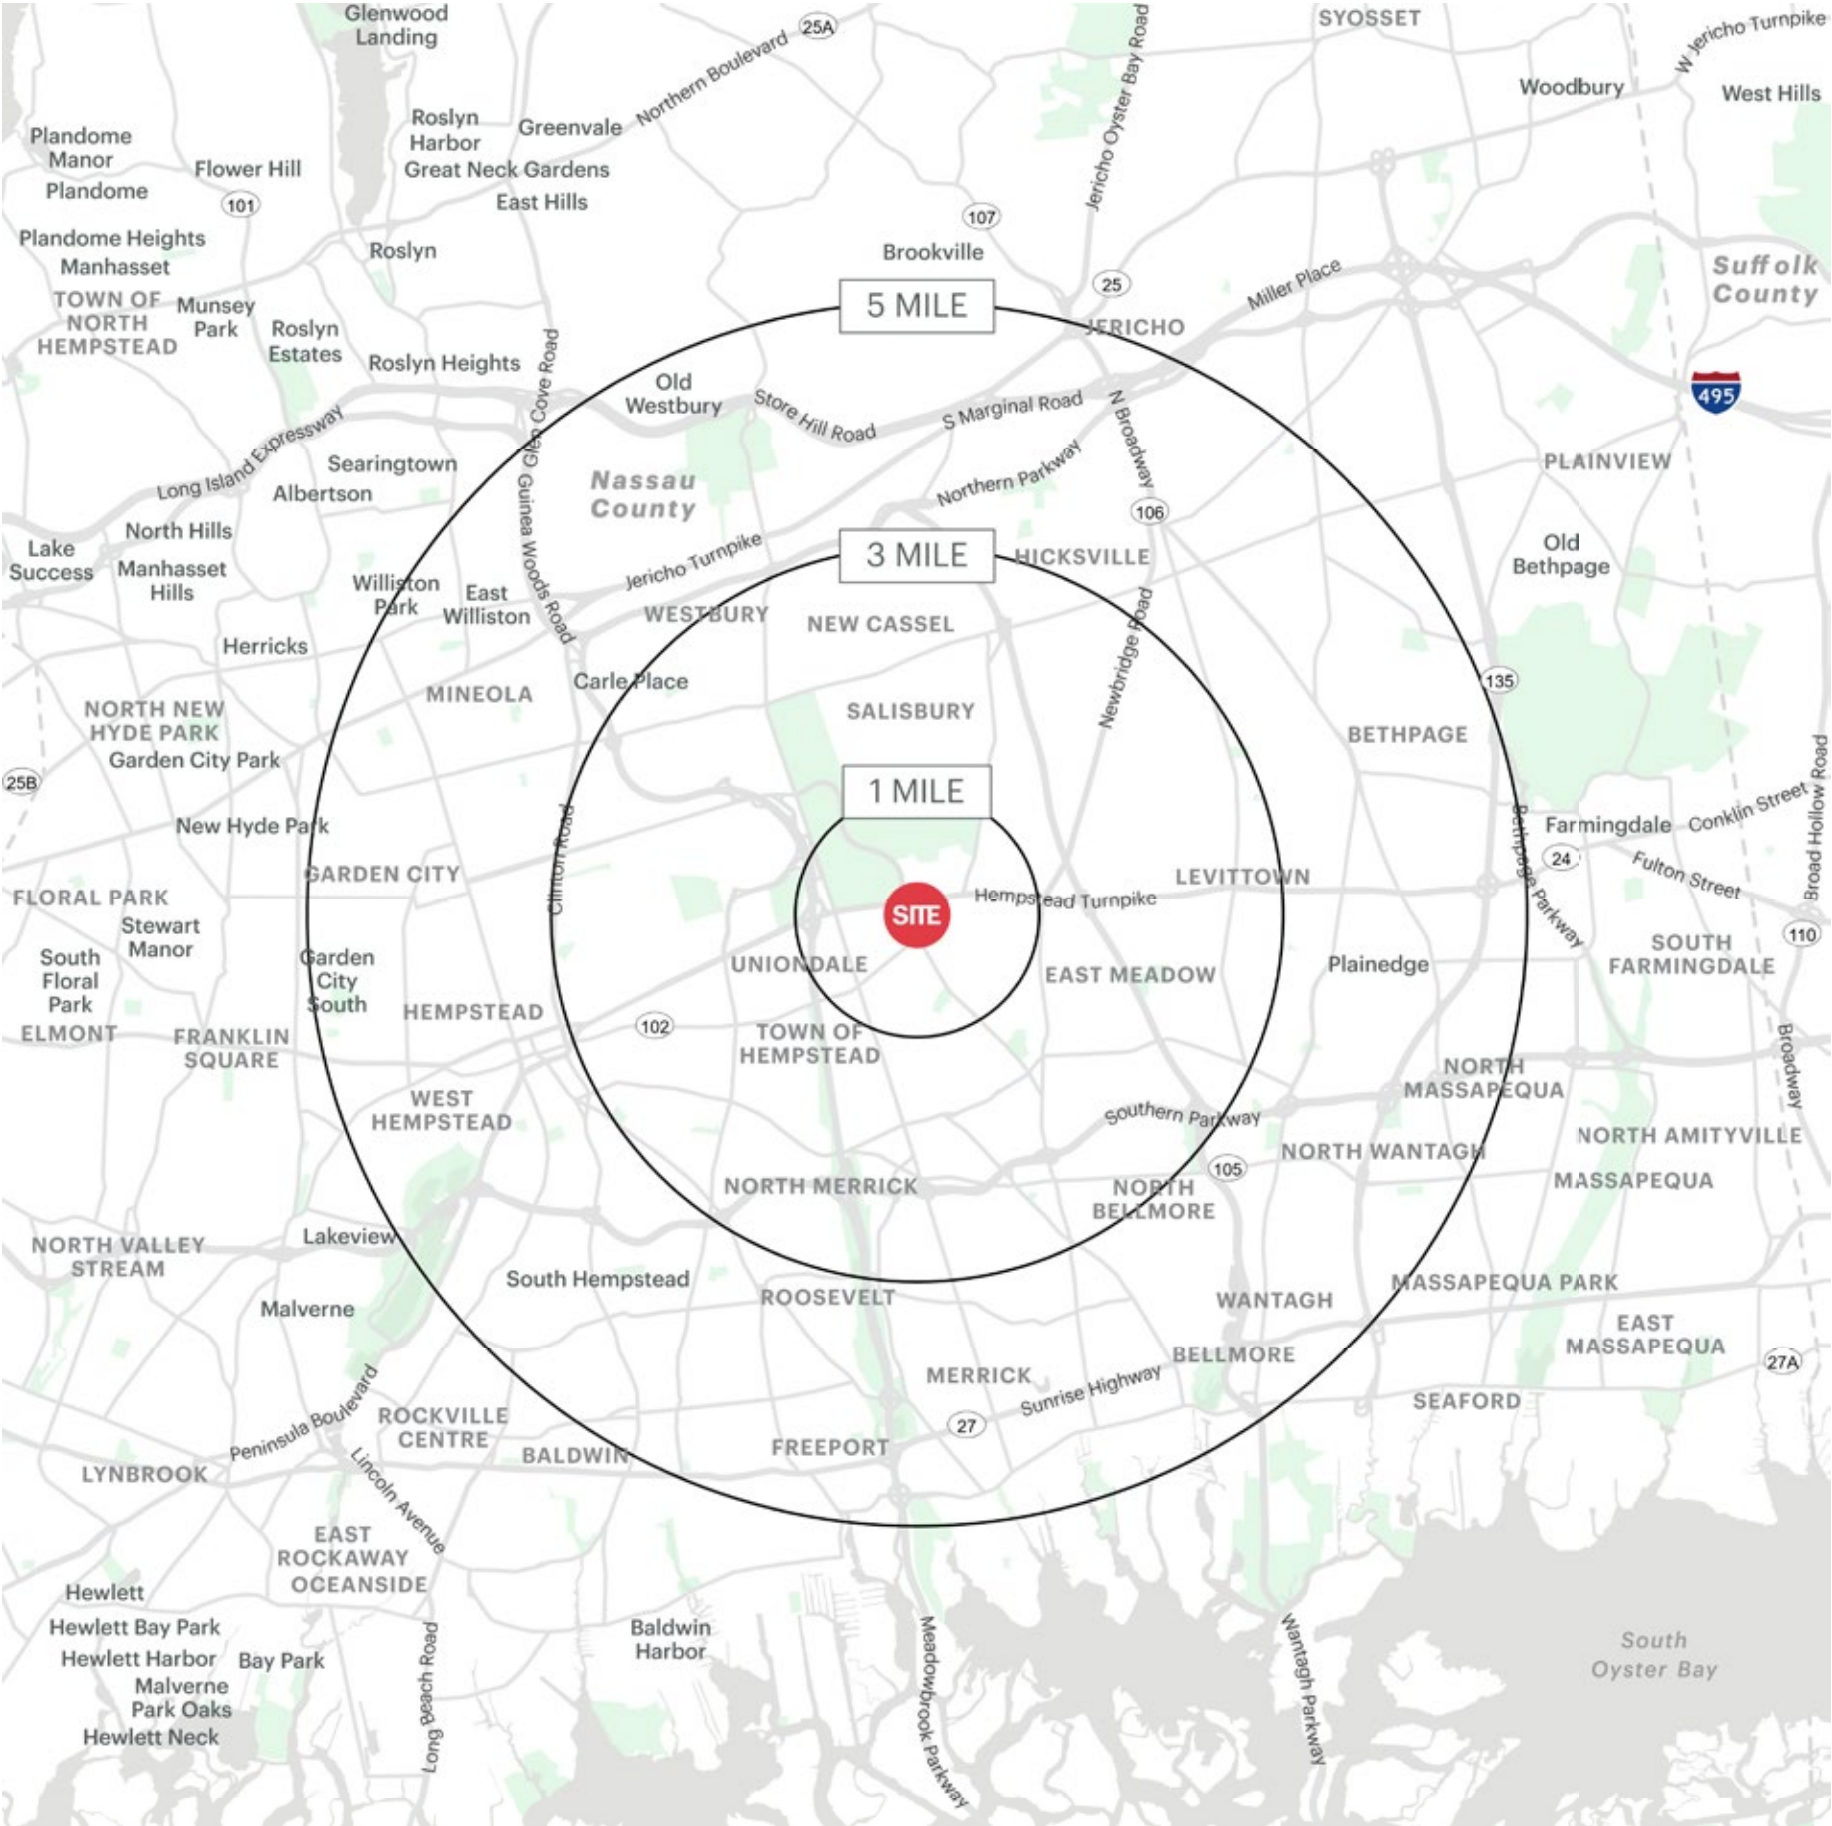 Glenwood
Landing
25A
Northern Boulevard
Jericho Oyster Bay Road
SYOSSET
W Jericho Turnpike
Woodbury
West Hills
Plandome
Manor
Plandome
Flower Hill
101
Roslyn
Harbor
Greenvale
Great Neck Gardens
East Hills
107
Plandome Heights
Manhasset
Roslyn
Brookville
25
Miller Place
Suffolk
County
TOWN OF
NORTH
HEMPSTEAD
Munsey
Park
Roslyn
Estates
Roslyn Heights
5 MILE
JERICHO
495
Glen Cove Road
Old
Westbury
Store Hill Road
S Marginal Road
N Broadway
Long Island Expressway
Searingtown
Albertson
Guinea Woods Road
Nassau
County
Northern Parkway
106
PLAINVIEW
North Hills
Lake
Success
Manhasset
Hills
Williston
Park
East
Williston
Jericho Turnpike
3 MILE
HICKSVILLE
Old
Bethpage
Herricks
WESTBURY
NEW CASSEL
Newbridge Road
Carle Place
MINEOLA
SALISBURY
135
BETHPAGE
NORTH NEW
HYDE PARK
Garden City Park
25B
1 MILE
Broad Hollow Road
New Hyde Park
Clinton Road
Bethpage Parkway
Farmingdale
Conklin Street
24
Fulton Street
GARDEN CITY
LEVITTOWN
FLORAL PARK
Hempstead Turnpike
SITE
Stewart
Manor
South
Floral
Park
Garden
City
South
UNIONDALE
EAST MEADOW
Plainedge
SOUTH
FARMINGDALE
110
HEMPSTEAD
102
ELMONT
FRANKLIN
SQUARE
TOWN OF
HEMPSTEAD
NORTH
MASSAPEQUA
Broadway
WEST
HEMPSTEAD
Southern Parkway
NORTH WANTAGH
NORTH AMITYVILLE
105
MASSAPEQUA
NORTH MERRICK
NORTH
BELLMORE
NORTH VALLEY
STREAM
Lakeview
South Hempstead
MASSAPEQUA PARK
Malverne
ROOSEVELT
WANTAGH
EAST
MASSAPEQUA
BELLMORE
27A
MERRICK
Sunrise Highway
SEAFORD
Peninsula Boulevard
ROCKVILLE
CENTRE
27
BALDWIN
FREEPORT
LYNBROOK
Lincoln Avenue
EAST
ROCKAWAY
OCEANSIDE
Hewlett
Hewlett Bay Park
Hewlett Harbor
Bay Park
Malverne
Park Oaks
Hewlett Neck
Long Beach Road
Baldwin
Harbor
Meadowbrook Parkway
Wantagh Parkway
South
Oyster Bay